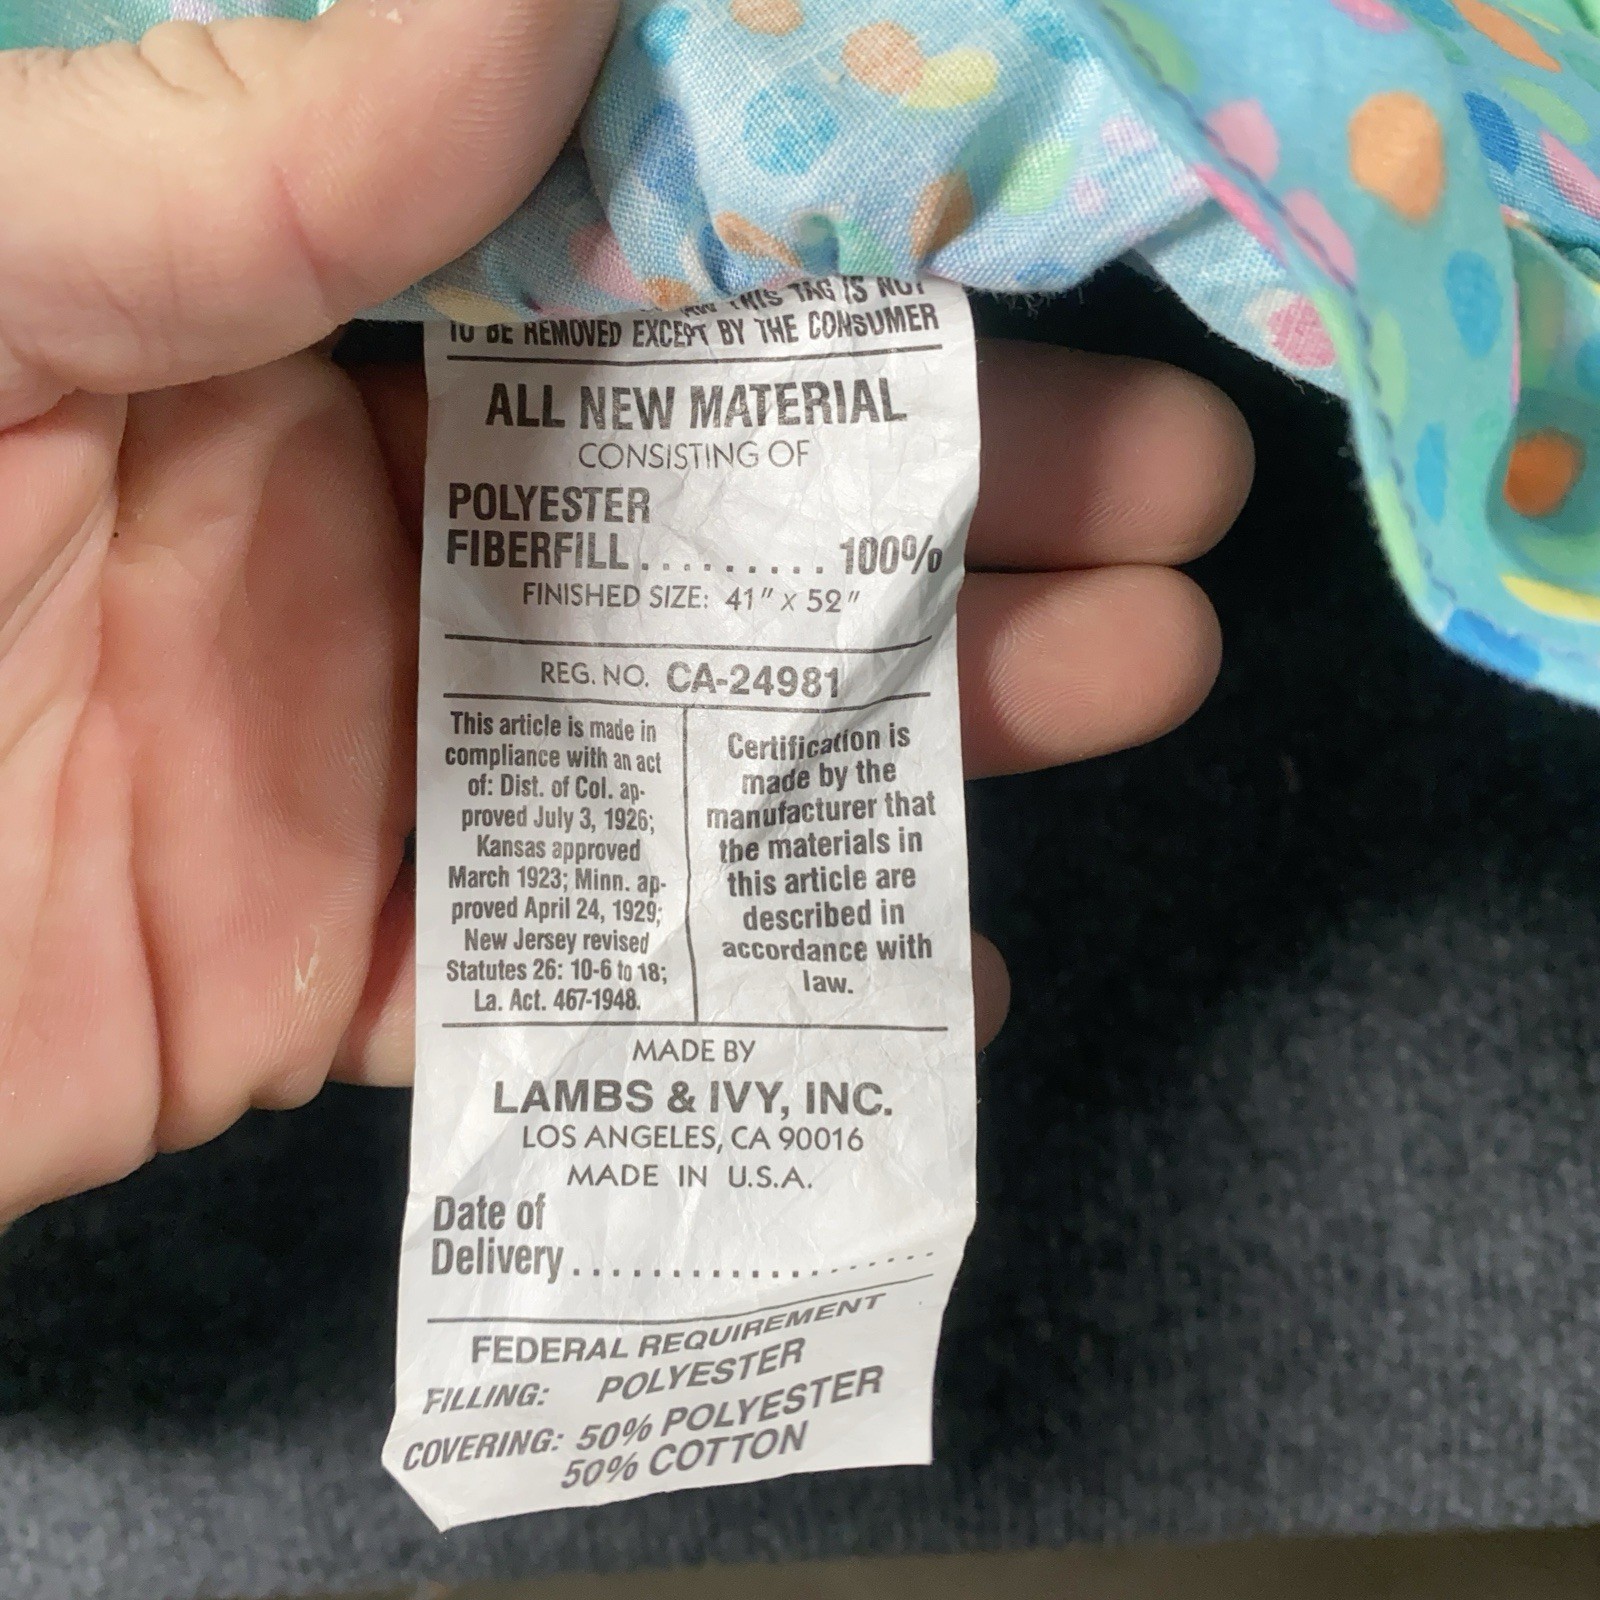 THIS TAG IS NOT
TO BE REMOVED EXCEPT BY THE CONSUMER
ALL NEW MATERIAL
CONSISTING OF
POLYESTER
FIBERFILL......... 100%
FINISHED SIZE: 41" x 52"
REG. NO. CA-24981
This article is made in
compliance with an act
of: Dist. of Col. ap-
proved July 3, 1926;
Kansas approved
March 1923; Minn. ap-
proved April 24, 1929;
New Jersey revised
Statutes 26: 10-6 to 18;
La. Act. 467-1948.
Certification is
made by the
manufacturer that
the materials in
this article are
described in
accordance with
law.
MADE BY
LAMBS & IVY, INC.
LOS ANGELES, CA 90016
MADE IN U.S.A.
Date of
Delivery...................
FEDERAL REQUIREMENT
FILLING: POLYESTER
COVERING: 50% POLYESTER
50% COTTON